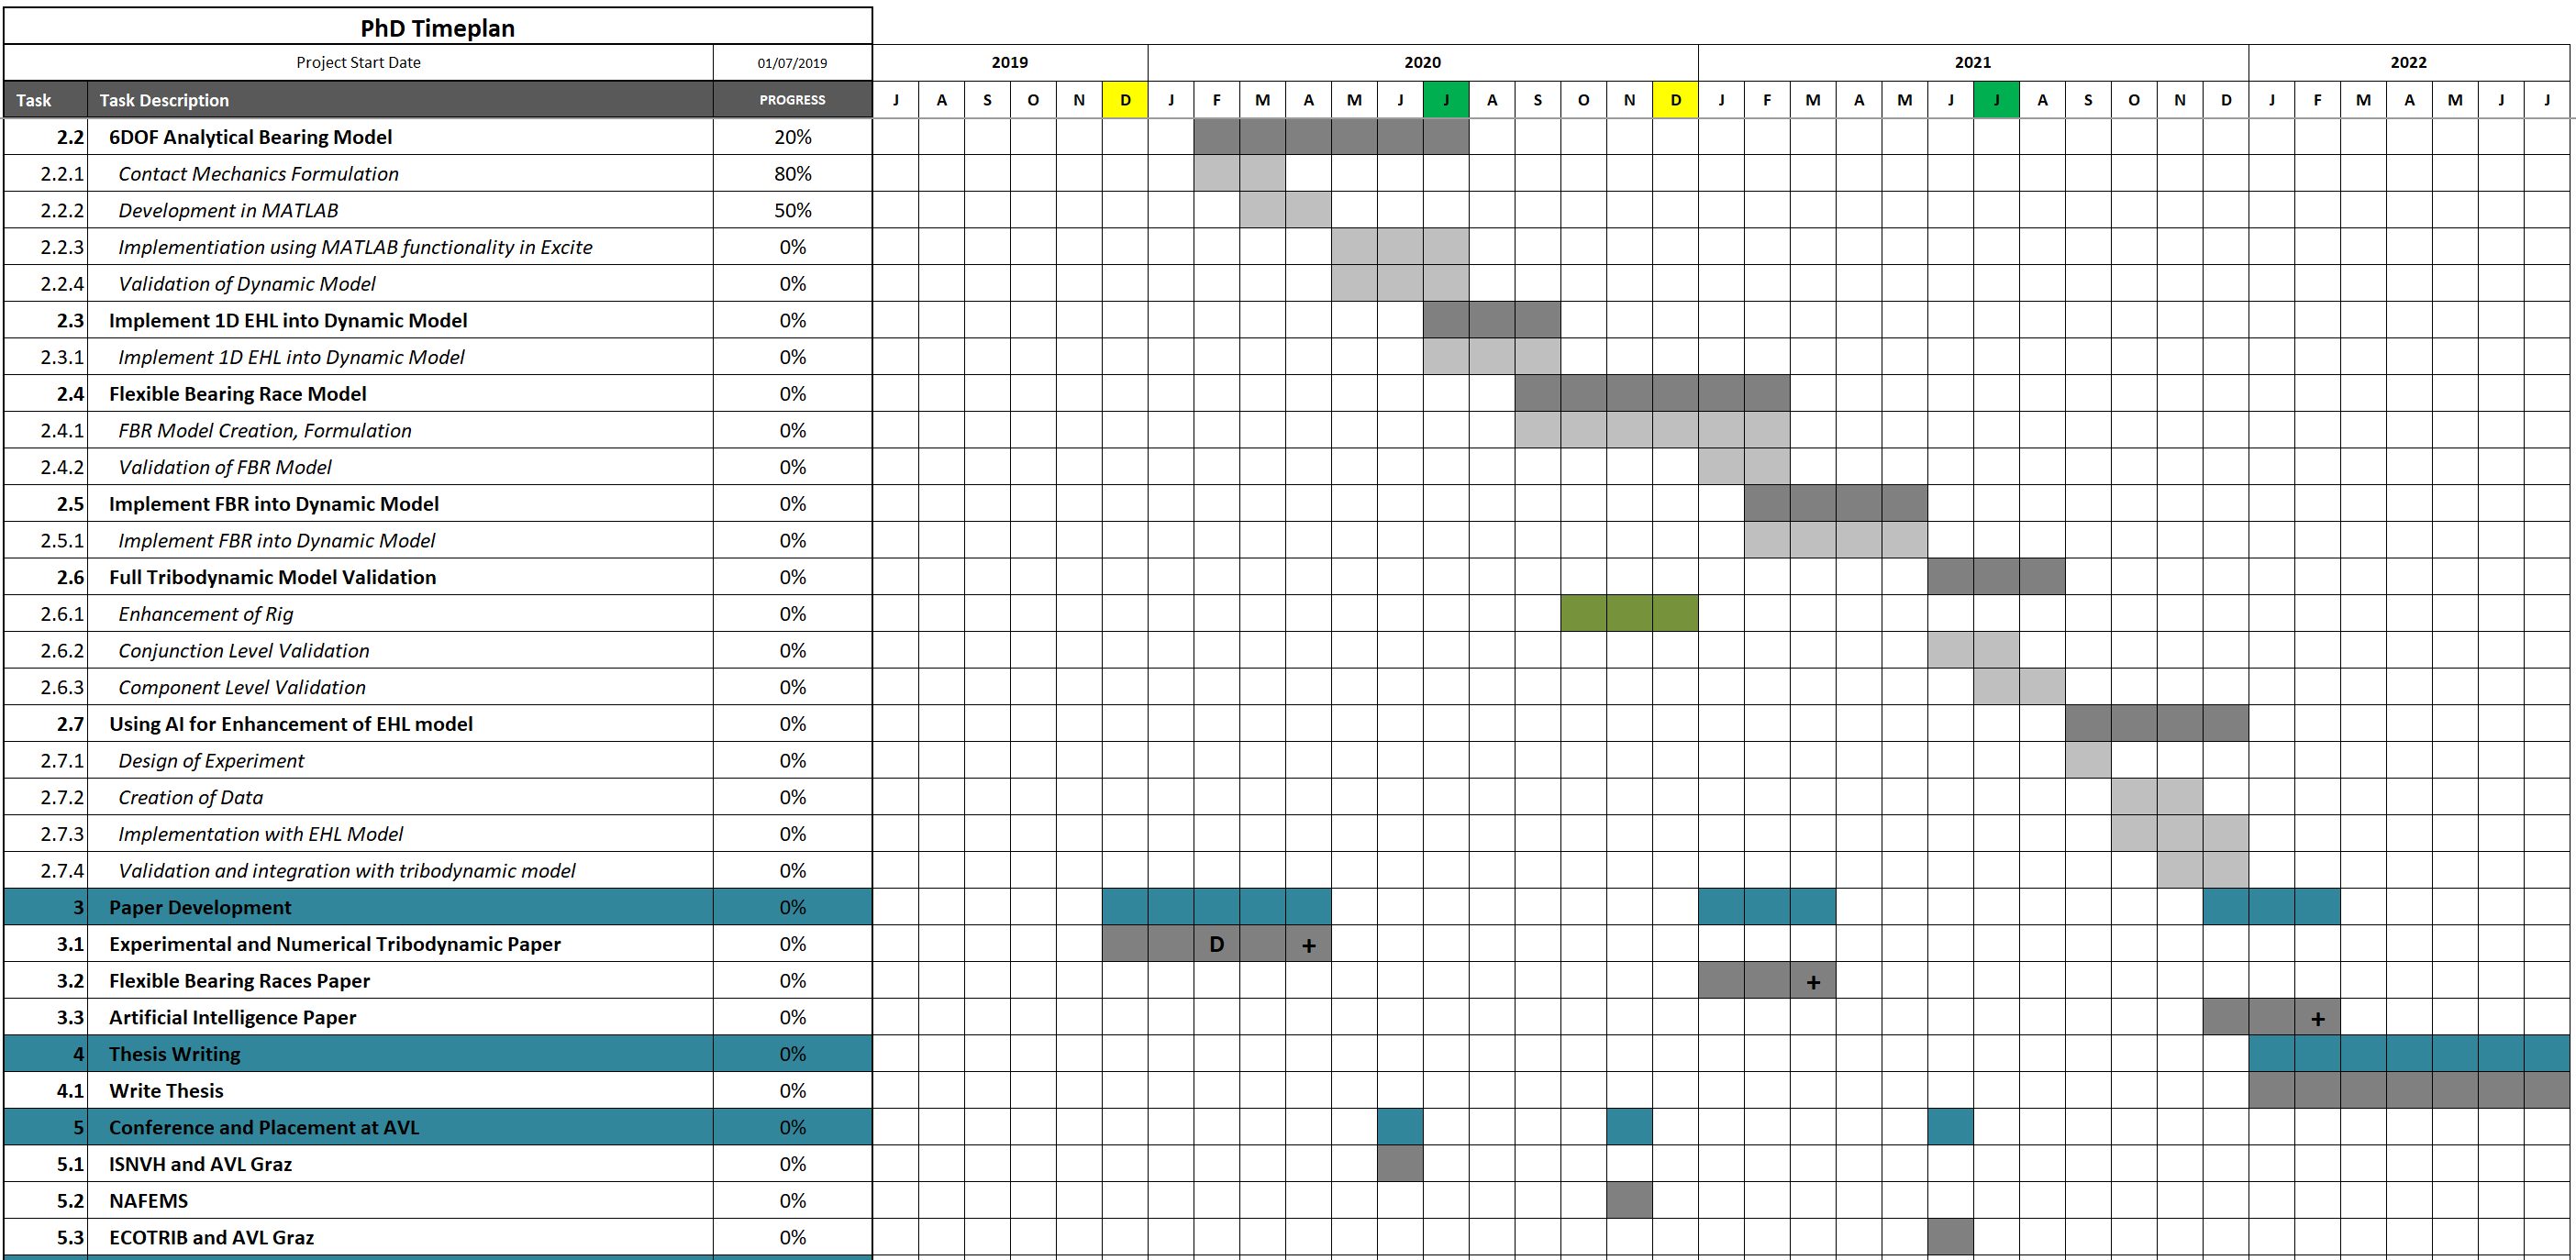 PhD Timeplan
Project Start Date 01/07/2019 2019 2020 2021 2022
Task Task Description PROGRESS J A S O N D J F M A M J J A S O N D J F M A M J J A S O N D J F M A M J J
2.2 6DOF Analytical Bearing Model 20%
2.2.1 Contact Mechanics Formulation 80%
2.2.2 Development in MATLAB 50%
2.2.3 Implementiation using MATLAB functionality in Excite 0%
2.2.4 Validation of Dynamic Model 0%
2.3 Implement 1D EHL into Dynamic Model 0%
2.3.1 Implement 1D EHL into Dynamic Model 0%
2.4 Flexible Bearing Race Model 0%
2.4.1 FBR Model Creation, Formulation 0%
2.4.2 Validation of FBR Model 0%
2.5 Implement FBR into Dynamic Model 0%
2.5.1 Implement FBR into Dynamic Model 0%
2.6 Full Tribodynamic Model Validation 0%
2.6.1 Enhancement of Rig 0%
2.6.2 Conjunction Level Validation 0%
2.6.3 Component Level Validation 0%
2.7 Using AI for Enhancement of EHL model 0%
2.7.1 Design of Experiment 0%
2.7.2 Creation of Data 0%
2.7.3 Implementation with EHL Model 0%
2.7.4 Validation and integration with tribodynamic model 0%
3 Paper Development 0%
3.1 Experimental and Numerical Tribodynamic Paper 0% D +
3.2 Flexible Bearing Races Paper 0% +
3.3 Artificial Intelligence Paper 0% +
4 Thesis Writing 0%
4.1 Write Thesis 0%
5 Conference and Placement at AVL 0%
5.1 ISNVH and AVL Graz 0%
5.2 NAFEMS 0%
5.3 ECOTRIB and AVL Graz 0%